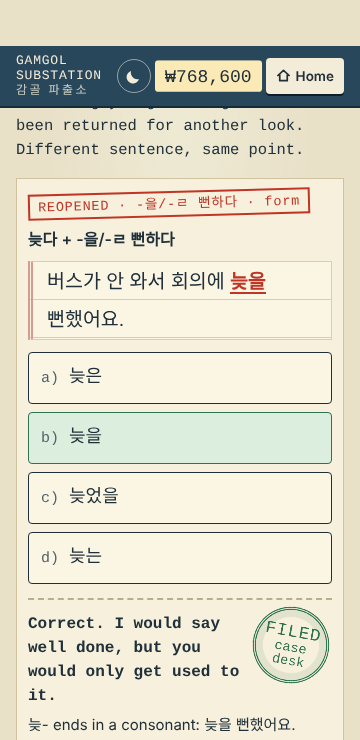 GAMGOL
SUBSTATION
감골 파출소
₩768,600
Home
been returned for another look.
Different sentence, same point.
REOPENED · -을/-ㄹ 뻔하다 · form
늦다 + -을/-ㄹ 뻔하다
버스가 안 와서 회의에 늦을
뻔했어요.
a) 늦은
b) 늦을
c) 늦었을
d) 늦는
Correct. I would say
well done, but you
would only get used to
it.
FILED
case
desk
늦- ends in a consonant: 늦을 뻔했어요.